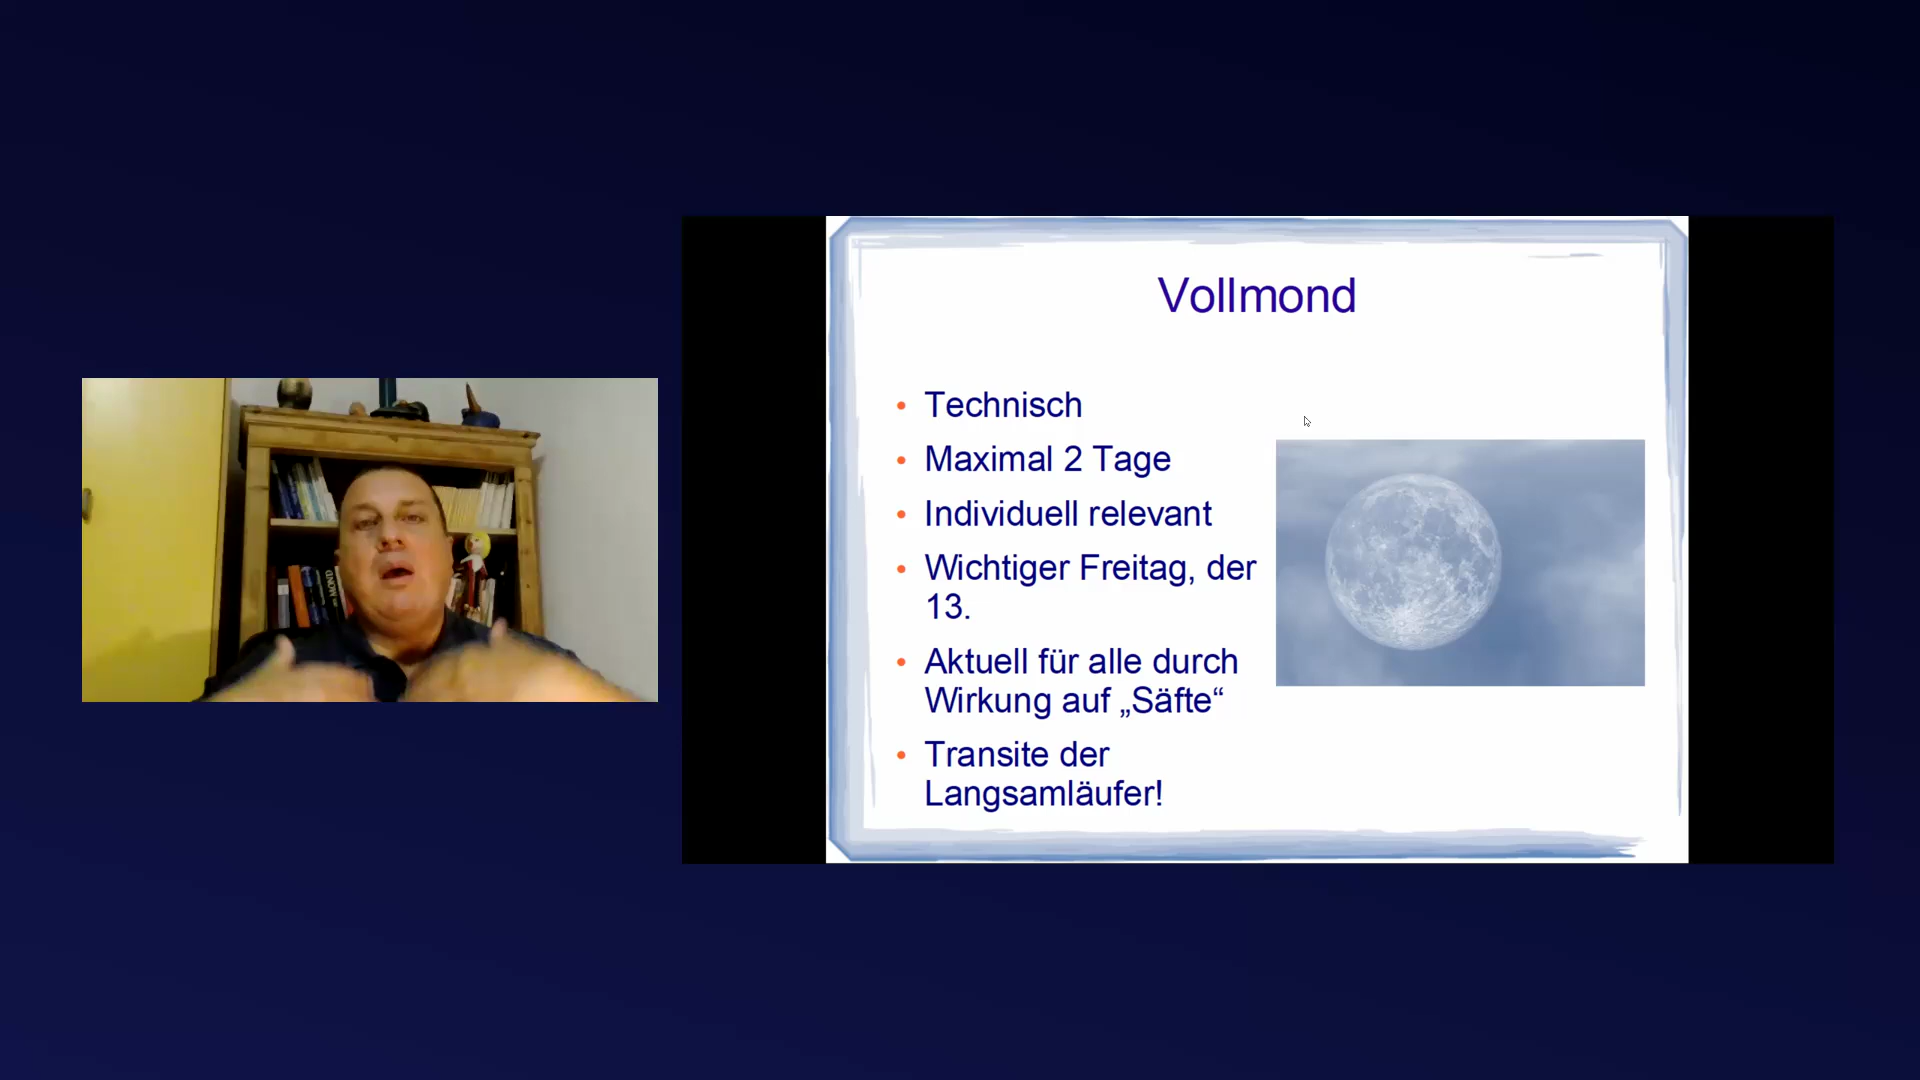 Vollmond
• Technisch
• Maximal 2 Tage
• Individuell relevant
• Wichtiger Freitag, der
13.
• Aktuell für alle durch
Wirkung auf „Säfte“
• Transite der
Langsamläufer!
MOND